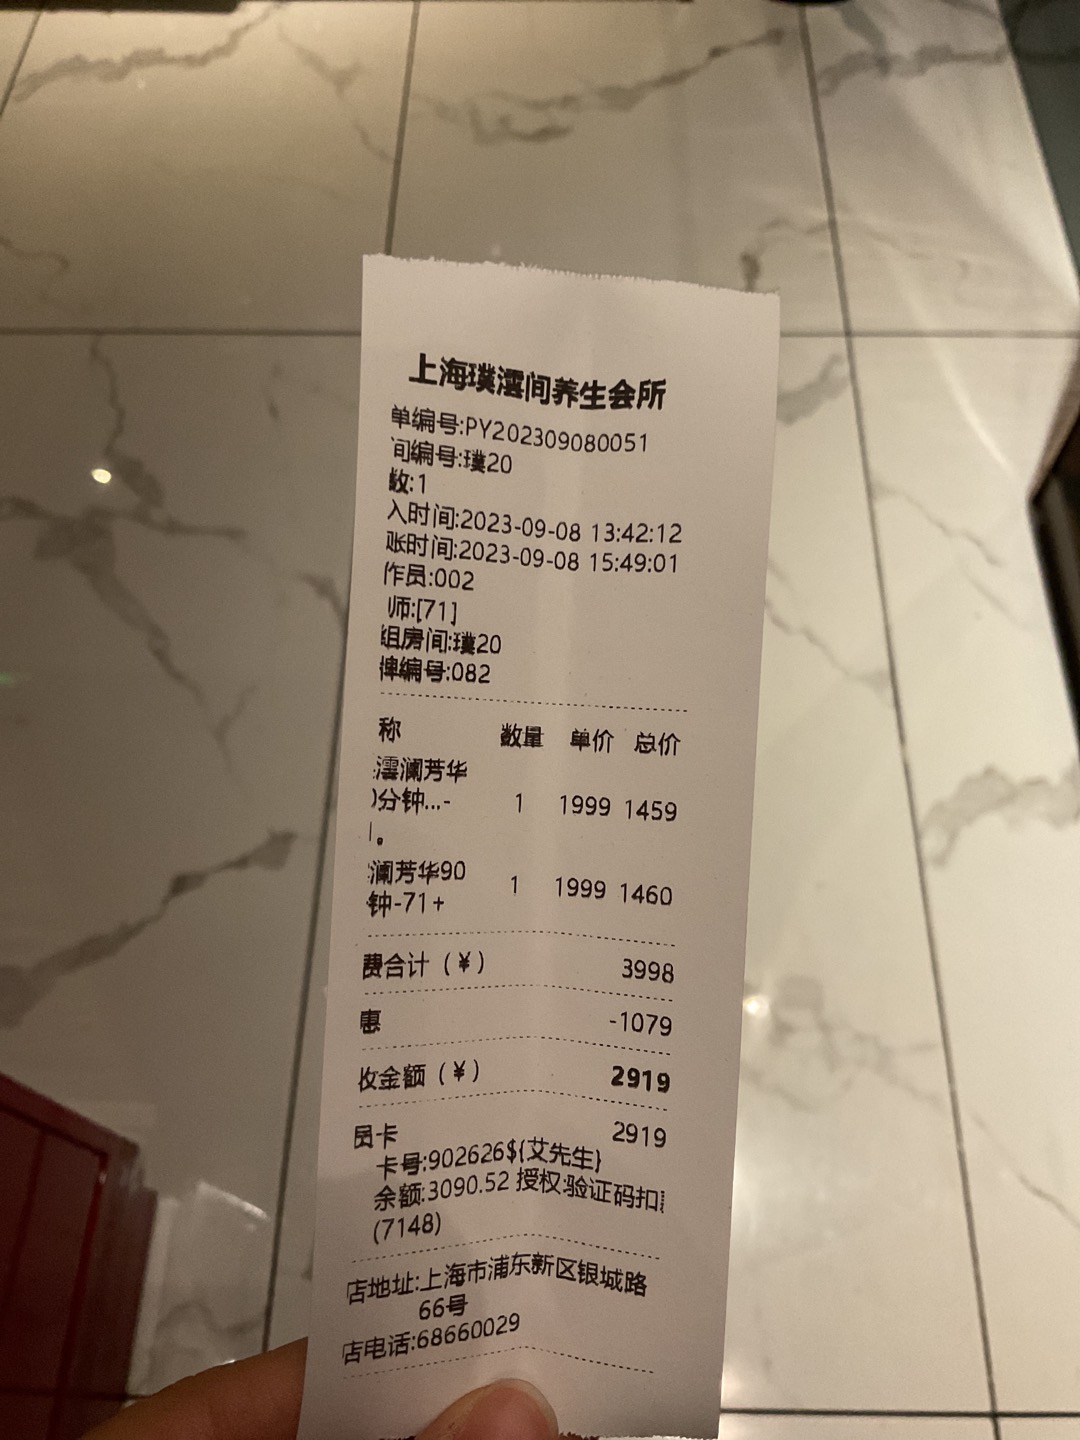 上海璞澐间养生会所
单编号:PY202309080051
间编号:璞20
数:1
入时间:2023-09-08 13:42:12
账时间:2023-09-08 15:49:01
作员:002
师:[71]
组房间:璞20
牌编号:082
称 数量 单价 总价
澐澜芳华
0分钟...- 1 1999 1459
。
澜芳华90 1 1999 1460
钟-71+
费合计（¥） 3998
惠 -1079
收金额（¥） 2919
员卡 2919
卡号:902626${艾先生}
余额:3090.52 授权:验证码扣
(7148)
店地址:上海市浦东新区银城路
66号
店电话:68660029